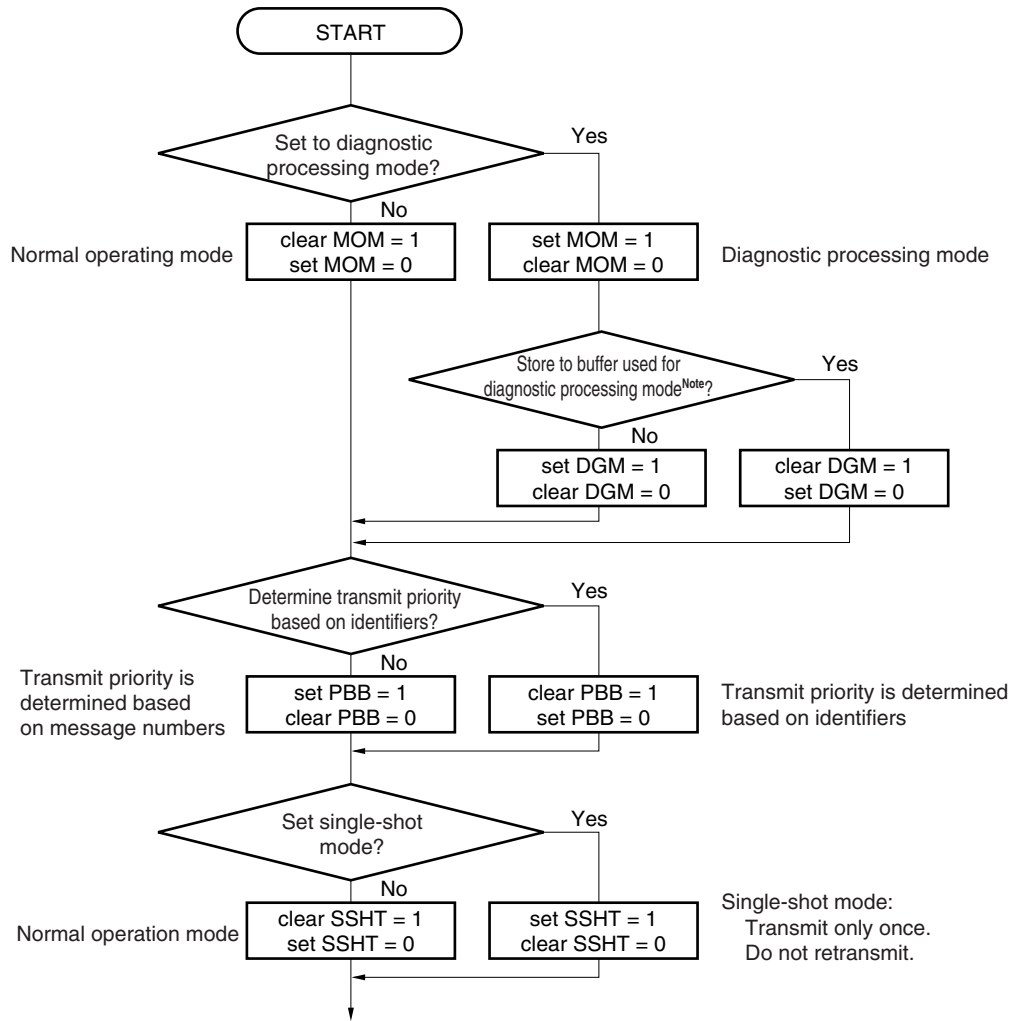 START
Set to diagnostic
processing mode?
Yes
No
Normal operating mode
clear MOM = 1
set MOM = 0
set MOM = 1
clear MOM = 0
Diagnostic processing mode
Store to buffer used for
diagnostic processing modeNote?
Yes
No
set DGM = 1
clear DGM = 0
clear DGM = 1
set DGM = 0
Determine transmit priority
based on identifiers?
Yes
No
Transmit priority is
determined based
on message numbers
set PBB = 1
clear PBB = 0
clear PBB = 1
set PBB = 0
Transmit priority is determined
based on identifiers
Set single-shot
mode?
Yes
No
Normal operation mode
clear SSHT = 1
set SSHT = 0
set SSHT = 1
clear SSHT = 0
Single-shot mode:
Transmit only once.
Do not retransmit.